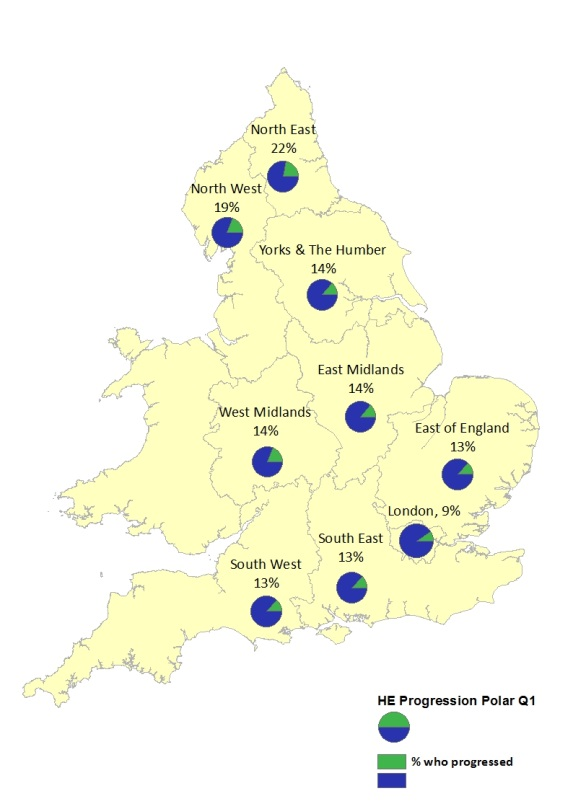 North East
22%
North West
19%
Yorks & The Humber
14%
East Midlands
14%
West Midlands
14%
East of England
13%
London, 9%
South East
13%
South West
13%
HE Progression Polar Q1
% who progressed